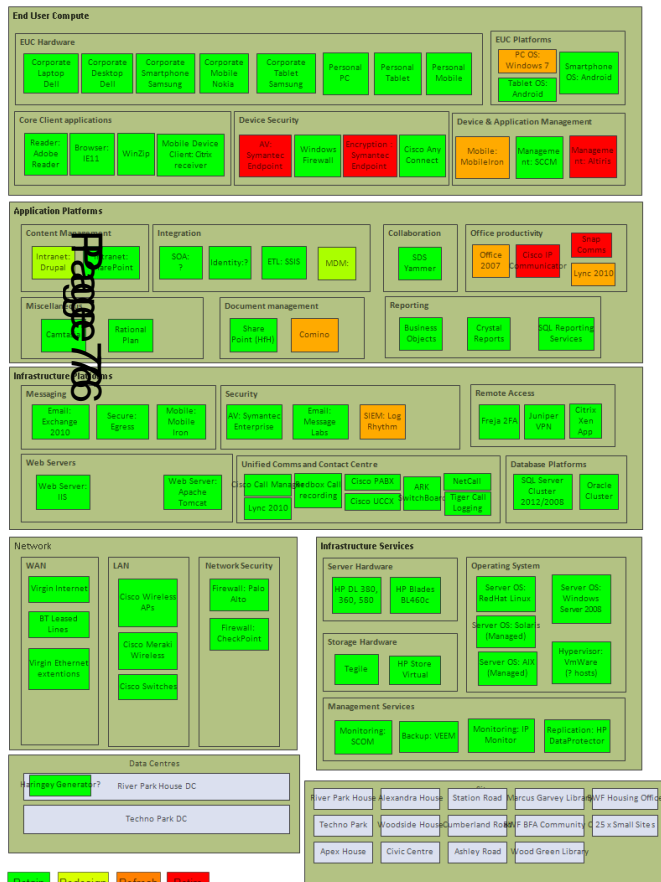 End User Compute
EUC Hardware
Corporate
Laptop
Dell
Corporate
Desktop
Dell
Corporate
Smartphone
Samsung
Corporate
Mobile
Nokia
Corporate
Tablet
Samsung
Personal
PC
Personal
Tablet
Personal
Mobile
EUC Platforms
PC OS:
Windows 7
Tablet OS:
Android
Smartphone
OS: Android
Core Client applications
Reader:
Adobe
Reader
Browser:
IE11
WinZip
Mobile Device
Client: Citrix
receiver
Device Security
AV:
Symantec
Endpoint
Windows
Firewall
Encryption:
Symantec
Endpoint
Cisco Any
Connect
Device & Application Management
Mobile:
MobileIron
Manageme
nt: SCCM
Manageme
nt: Altiris
Application Platforms
Content Management
Intranet:
Drupal
Intranet:
SharePoint
Integration
SOA:
?
Identity:?
ETL: SSIS
MDM:
Collaboration
SDS
Yammer
Office productivity
Office
2007
Cisco IP
Communicator
Snap
Comms
Lync 2010
Miscellaneous
Camtasia
Rational
Plan
Document management
Share
Point (HfH)
Comino
Reporting
Business
Objects
Crystal
Reports
SQL Reporting
Services
Infrastructure Platforms
Messaging
Email:
Exchange
2010
Secure:
Egress
Mobile:
Mobile
Iron
Security
AV: Symantec
Enterprise
Email:
Message
Labs
SIEM: Log
Rhythm
Remote Access
Freja 2FA
Juniper
VPN
Citrix
Xen
App
Web Servers
Web Server:
IIS
Web Server:
Apache
Tomcat
Unified Comms and Contact Centre
Cisco Call Manager
Lync 2010
Redbox Call
recording
Cisco PABX
Cisco UCCX
ARK
SwitchBoard
NetCall
Tiger Call
Logging
Database Platforms
SQL Server
Cluster
2012/2008
Oracle
Cluster
Network
WAN
Virgin Internet
BT Leased
Lines
Virgin Ethernet
extentions
LAN
Cisco Wireless
APs
Cisco Meraki
Wireless
Cisco Switches
Network Security
Firewall: Palo
Alto
Firewall:
CheckPoint
Infrastructure Services
Server Hardware
HP DL 380,
360, 580
HP Blades
BL460c
Operating System
Server OS:
RedHat Linux
Server OS:
Windows
Server 2008
Server OS: Solaris
(Managed)
Server OS: AIX
(Managed)
Hypervisor:
VmWare
(? hosts)
Storage Hardware
Tegile
HP Store
Virtual
Management Services
Monitoring:
SCOM
Backup: VEEM
Monitoring: IP
Monitor
Replication: HP
DataProtector
Data Centres
Haringey Generator?
River Park House DC
Techno Park DC
River Park House
Alexandra House
Station Road
Marcus Garvey Library
BWF Housing Office
Techno Park
Woodside House
Cumberland Road
BWF BFA Community
25 x Small Sites
Apex House
Civic Centre
Ashley Road
Wood Green Library